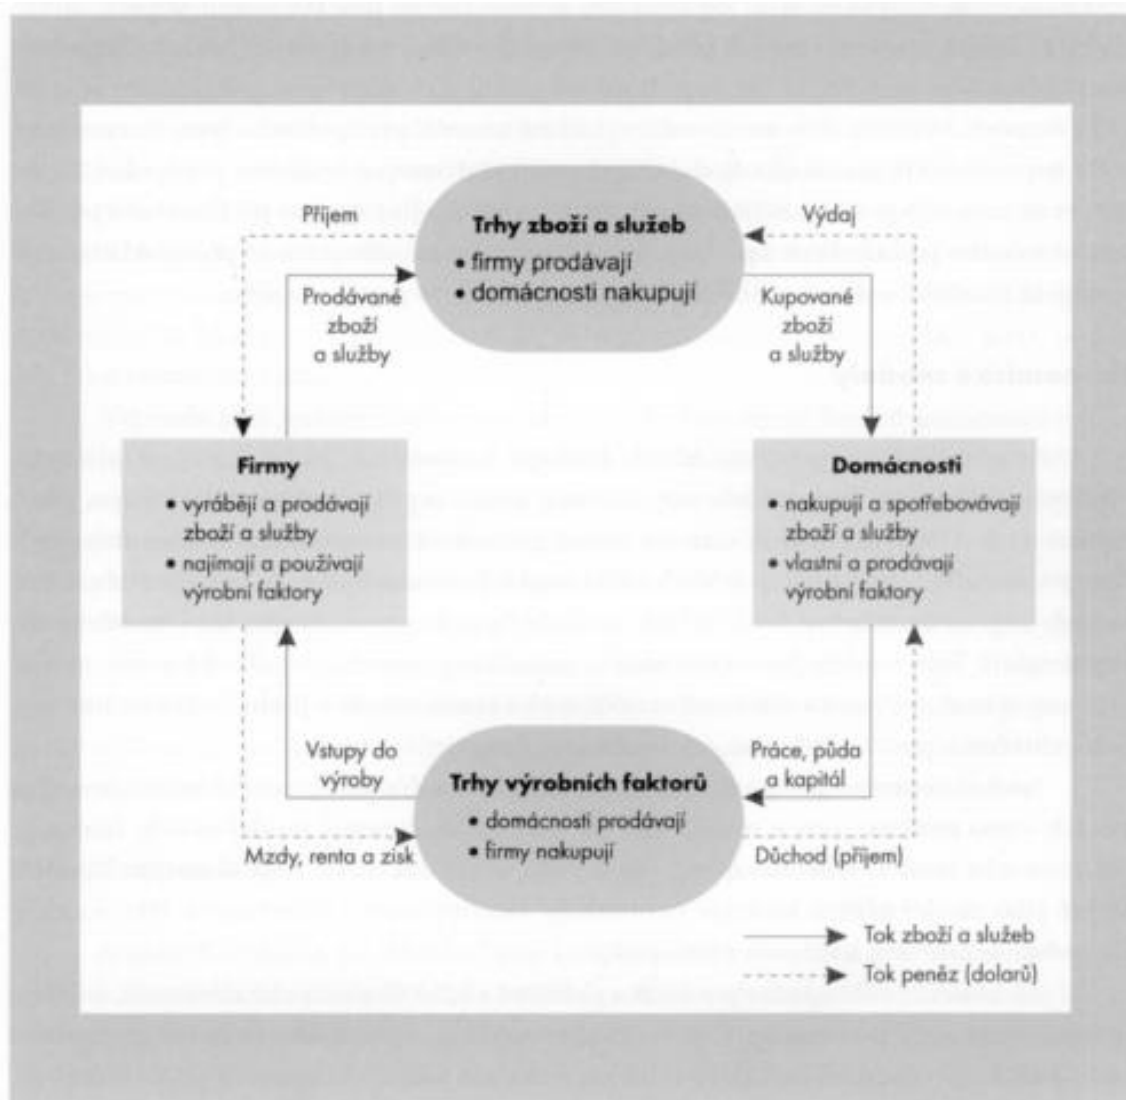 Příjem
Trhy zboží a služeb
• firmy prodávají
• domácnosti nakupují
Výdaj
Prodávané
zboží
a služby
Kupované
zboží
a služby
Firmy
• vyrábějí a prodávají
zboží a služby
• najímají a používají
výrobní faktory
Domácnosti
• nakupují a spotřebovávají
zboží a služby
• vlastní a prodávají
výrobní faktory
Vstupy do
výroby
Trhy výrobních faktorů
• domácnosti prodávají
• firmy nakupují
Práce, půda
a kapitál
Mzdy, renta a zisk
Důchod (příjem)
Tok zboží a služeb
Tok peněz (dolarů)